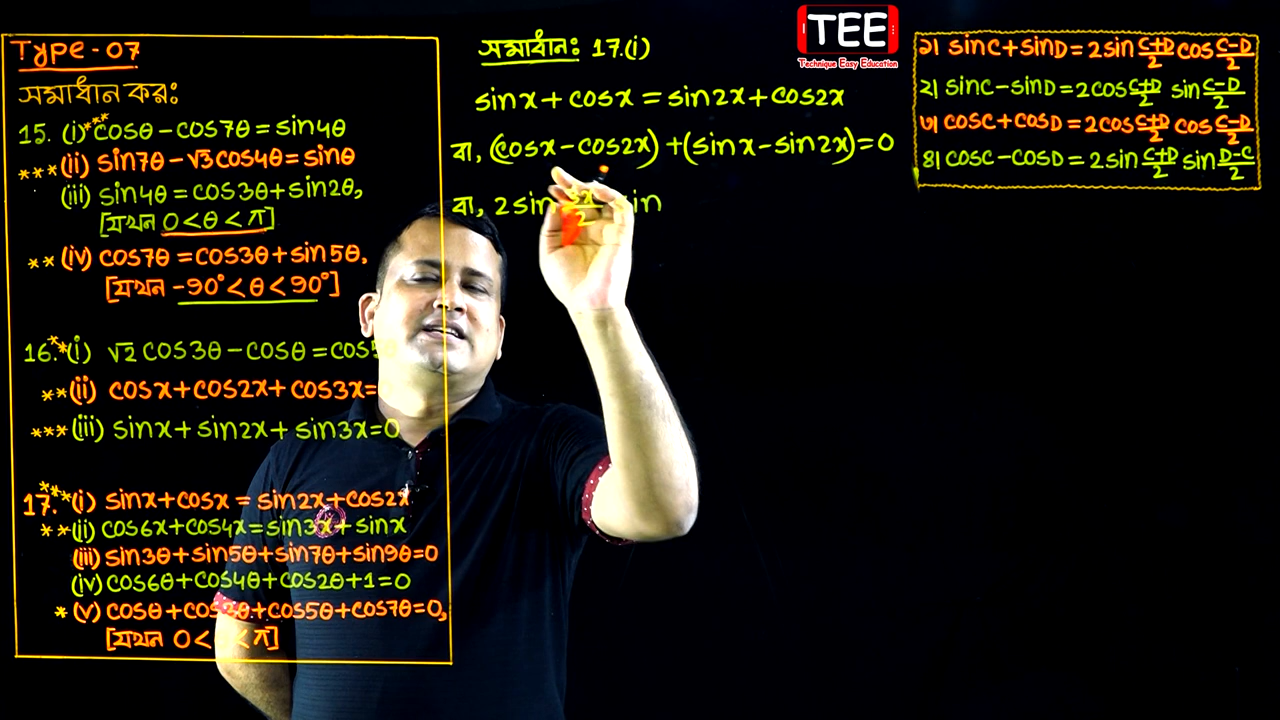 Type-07
সমাধান করঃ
15. (i)*** cosθ - cos7θ = sin4θ
*** (ii) sin7θ - √3cos4θ = sinθ
(iii) sin4θ = cos3θ + sin2θ,
[যখন 0 < θ < π]
** (iv) cos7θ = cos3θ + sin5θ,
[যখন -90° < θ < 90°]
16.** (i) √2 cos3θ - cosθ = cos5
** (ii) cosx + cos2x + cos3x =
*** (iii) sinx + sin2x + sin3x = 0
17.*** (i) sinx + cosx = sin2x + cos2x
** (ii) cos6x + cos4x = sin3x + sinx
(iii) sin3θ + sin5θ + sin7θ + sin9θ = 0
(iv) cos6θ + cos4θ + cos2θ + 1 = 0
* (v) cosθ + cos3θ + cos5θ + cos7θ = 0,
[যখন 0 < < π]
সমাধানঃ 17.(i)
sinx + cosx = sin2x + cos2x
বা, (cosx - cos2x) + (sinx - sin2x) = 0
বা, 2sin 3x/2 sin
TEE
Technique Easy Education
১। sinC + sinD = 2sin (C+D)/2 cos (C-D)/2
২। sinC - sinD = 2cos (C+D)/2 sin (C-D)/2
৩। cosC + cosD = 2cos (C+D)/2 cos (C-D)/2
৪। cosC - cosD = 2sin (C+D)/2 sin (D-C)/2